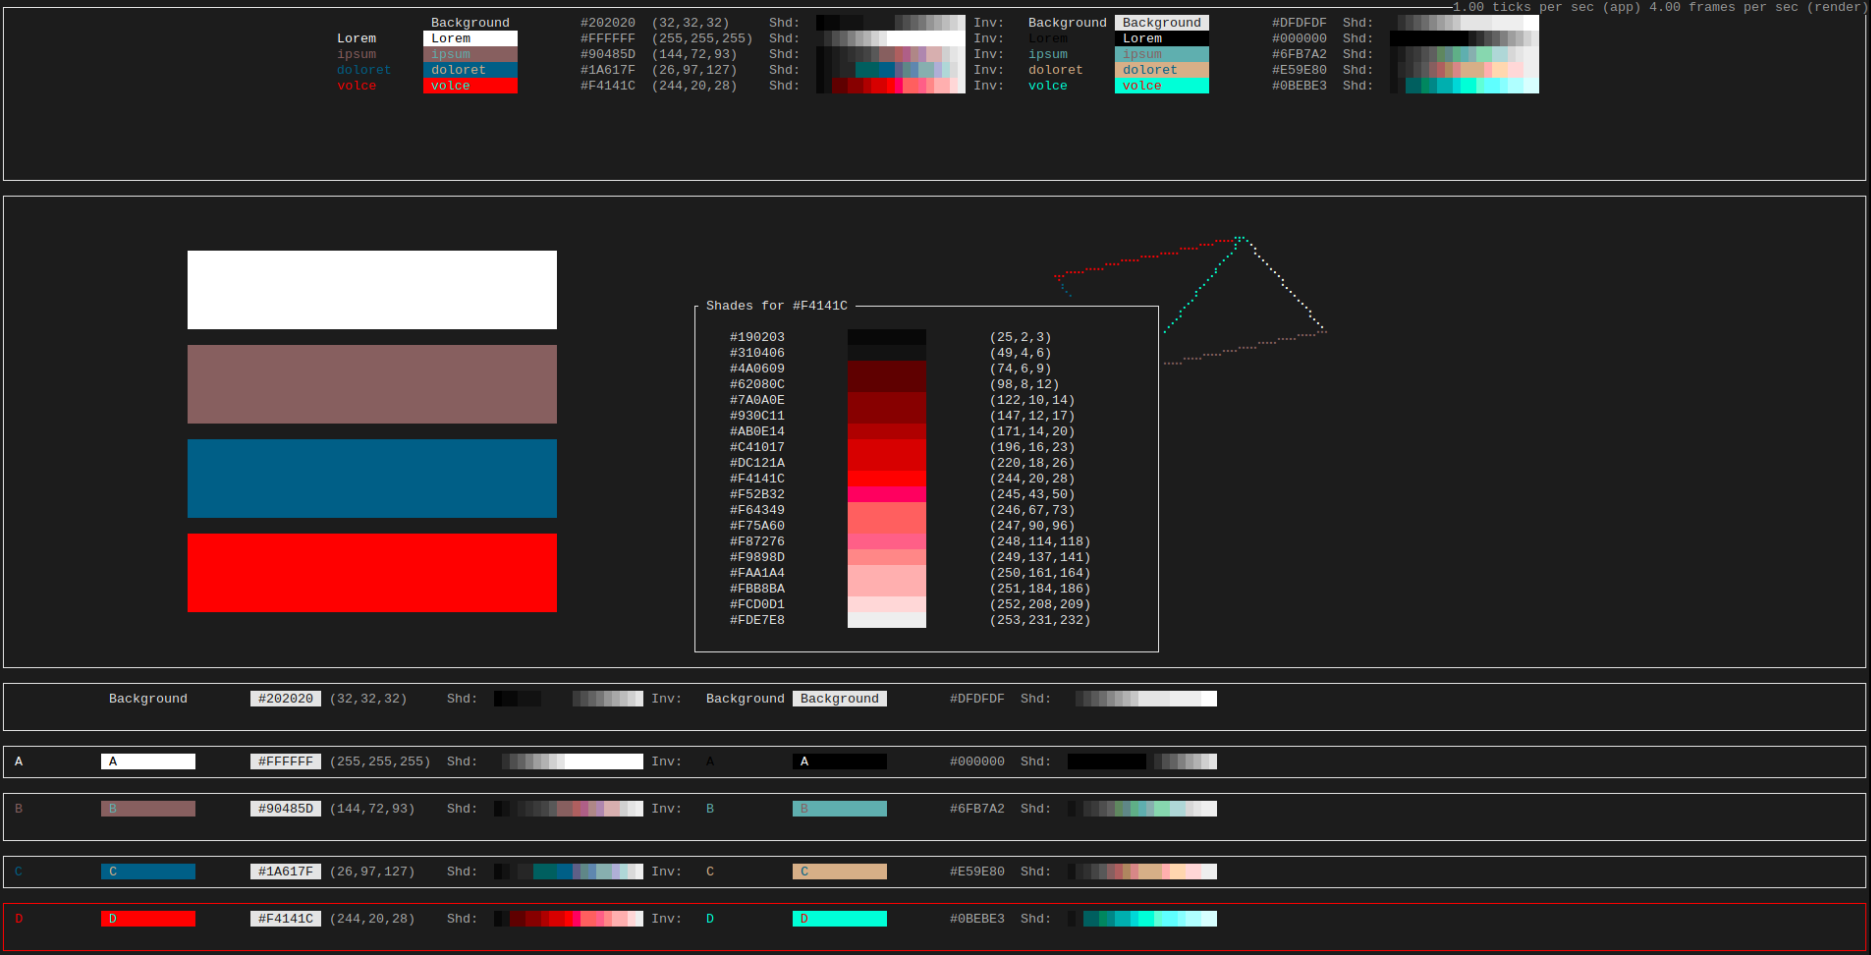 1.00 ticks per sec (app) 4.00 frames per sec (render)
Background #202020 (32,32,32) Shd: Inv: Background Background #DFDFDF Shd:
Lorem Lorem #FFFFFF (255,255,255) Shd: Inv: Lorem Lorem #000000 Shd:
ipsum ipsum #90485D (144,72,93) Shd: Inv: ipsum ipsum #6FB7A2 Shd:
doloret doloret #1A617F (26,97,127) Shd: Inv: doloret doloret #E59E80 Shd:
volce volce #F4141C (244,20,28) Shd: Inv: volce volce #0BEBE3 Shd:
Shades for #F4141C
#190203 (25,2,3)
#310406 (49,4,6)
#4A0609 (74,6,9)
#62080C (98,8,12)
#7A0A0E (122,10,14)
#930C11 (147,12,17)
#AB0E14 (171,14,20)
#C41017 (196,16,23)
#DC121A (220,18,26)
#F4141C (244,20,28)
#F52B32 (245,43,50)
#F64349 (246,67,73)
#F75A60 (247,90,96)
#F87276 (248,114,118)
#F9898D (249,137,141)
#FAA1A4 (250,161,164)
#FBB8BA (251,184,186)
#FCD0D1 (252,208,209)
#FDE7E8 (253,231,232)
Background #202020 (32,32,32) Shd: Inv: Background Background #DFDFDF Shd:
A A #FFFFFF (255,255,255) Shd: Inv: A A #000000 Shd:
B B #90485D (144,72,93) Shd: Inv: B B #6FB7A2 Shd:
C C #1A617F (26,97,127) Shd: Inv: C C #E59E80 Shd:
D D #F4141C (244,20,28) Shd: Inv: D D #0BEBE3 Shd: